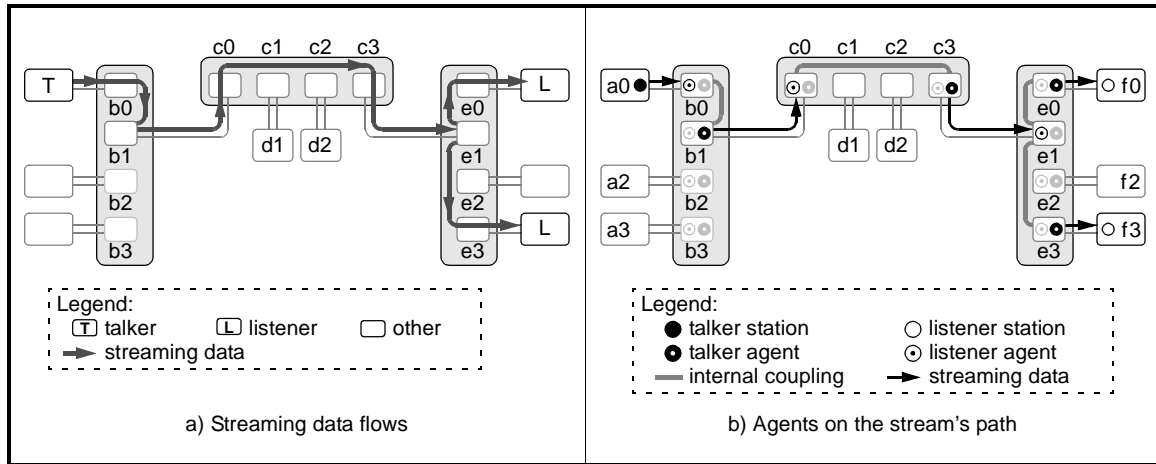 c0 c1 c2 c3
T
b0
b1
b2
b3
d1 d2
L
e0
e1
e2
L
e3
Legend:
T talker L listener other
streaming data
a) Streaming data flows
c0 c1 c2 c3
a0
b0
b1
a2
b2
a3
b3
d1 d2
f0
e0
e1
f2
e2
f3
e3
Legend:
talker station listener station
talker agent listener agent
internal coupling streaming data
b) Agents on the stream's path